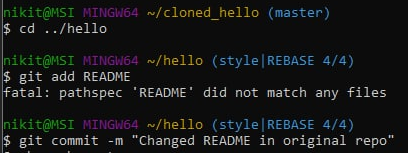 nikit@MSI MINGW64 ~/cloned_hello (master)
$ cd ../hello
nikit@MSI MINGW64 ~/hello (style|REBASE 4/4)
$ git add README
fatal: pathspec 'README' did not match any files
nikit@MSI MINGW64 ~/hello (style|REBASE 4/4)
$ git commit -m "Changed README in original repo"